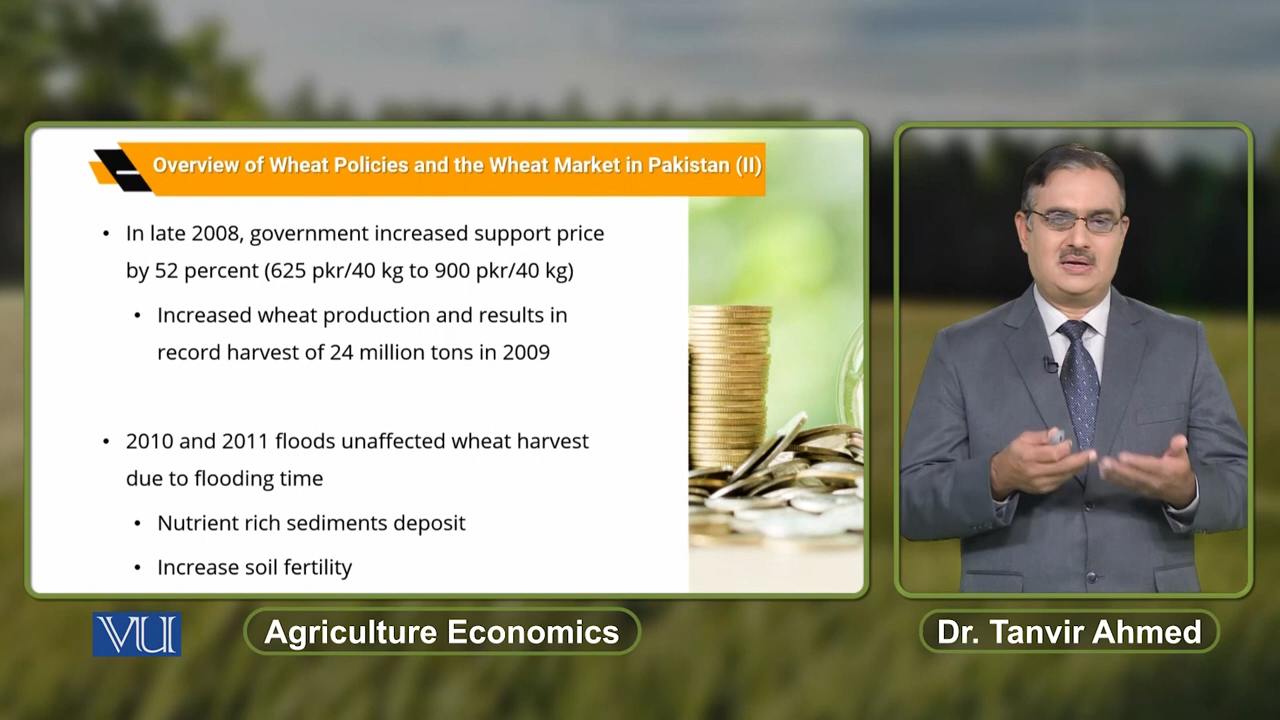 Overview of Wheat Policies and the Wheat Market in Pakistan (II)
• In late 2008, government increased support price
by 52 percent (625 pkr/40 kg to 900 pkr/40 kg)
• Increased wheat production and results in
record harvest of 24 million tons in 2009
• 2010 and 2011 floods unaffected wheat harvest
due to flooding time
• Nutrient rich sediments deposit
• Increase soil fertility
VU
Agriculture Economics
Dr. Tanvir Ahmed